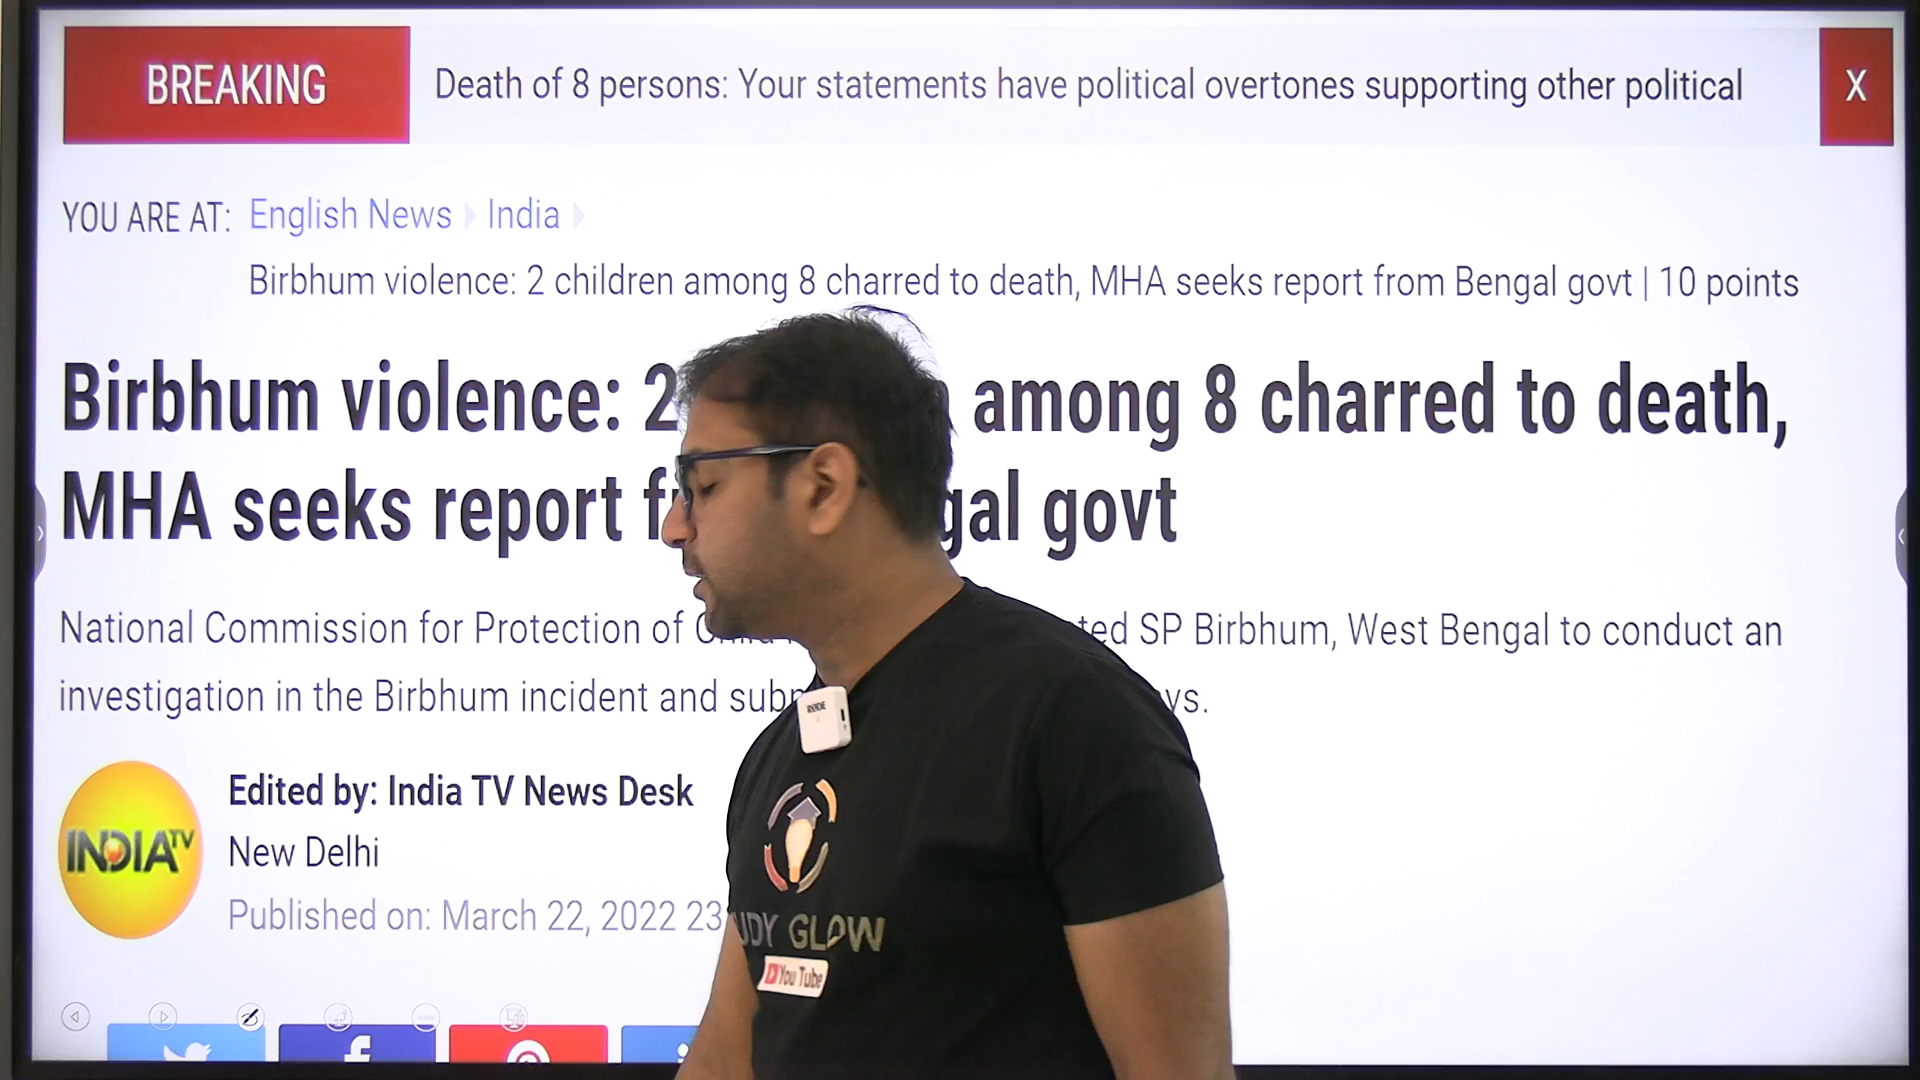 BREAKING
Death of 8 persons: Your statements have political overtones supporting other political
X
YOU ARE AT: English News India
Birbhum violence: 2 children among 8 charred to death, MHA seeks report from Bengal govt | 10 points
Birbhum violence: 2 among 8 charred to death,
MHA seeks report gal govt
National Commission for Protection of ted SP Birbhum, West Bengal to conduct an
investigation in the Birbhum incident and ys.
INDIA TV
Edited by: India TV News Desk
New Delhi
Published on: March 22, 2022 23
RØDE
UDY GLOW
YouTube